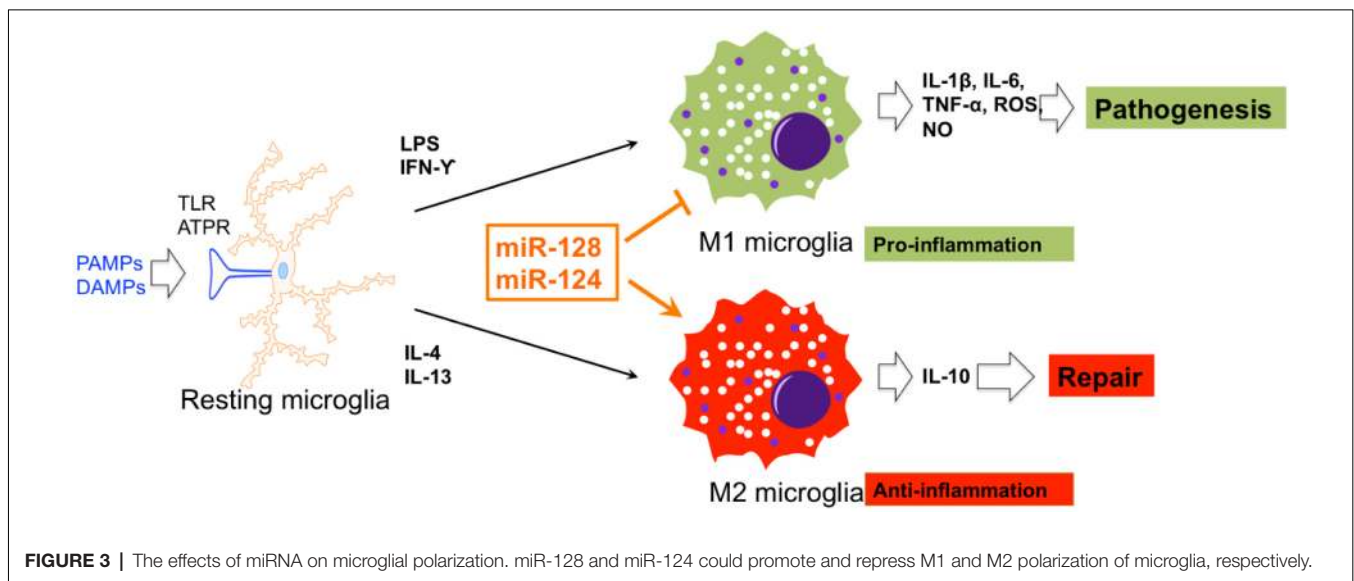 LPS
IFN-ϒ
TLR
ATPR
PAMPs
DAMPs
Resting microglia
IL-4
IL-13
miR-128
miR-124
IL-1β, IL-6,
TNF-α, ROS,
NO
Pathogenesis
M1 microglia
Pro-inflammation
IL-10
Repair
M2 microglia
Anti-inflammation
FIGURE 3 | The effects of miRNA on microglial polarization. miR-128 and miR-124 could promote and repress M1 and M2 polarization of microglia, respectively.